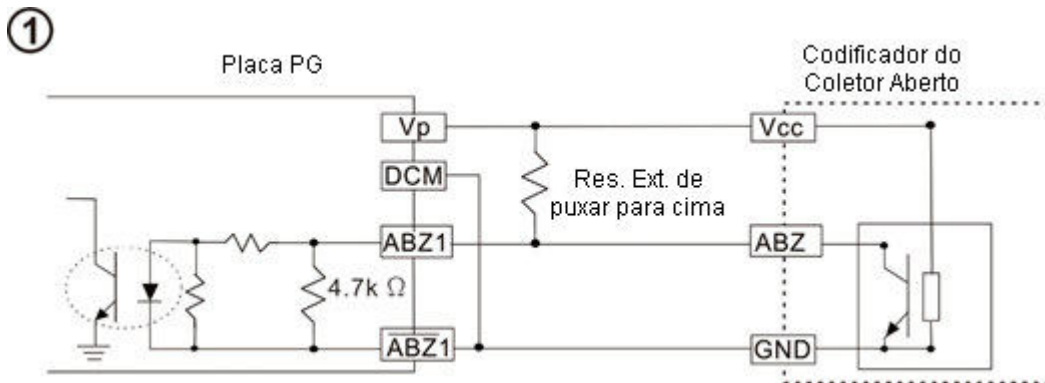 ①
Placa PG
Codificador do
Coletor Aberto
Vp
Vcc
DCM
Res. Ext. de
puxar para cima
ABZ1
ABZ
4.7k Ω
A̅B̅Z̅1̅
GND